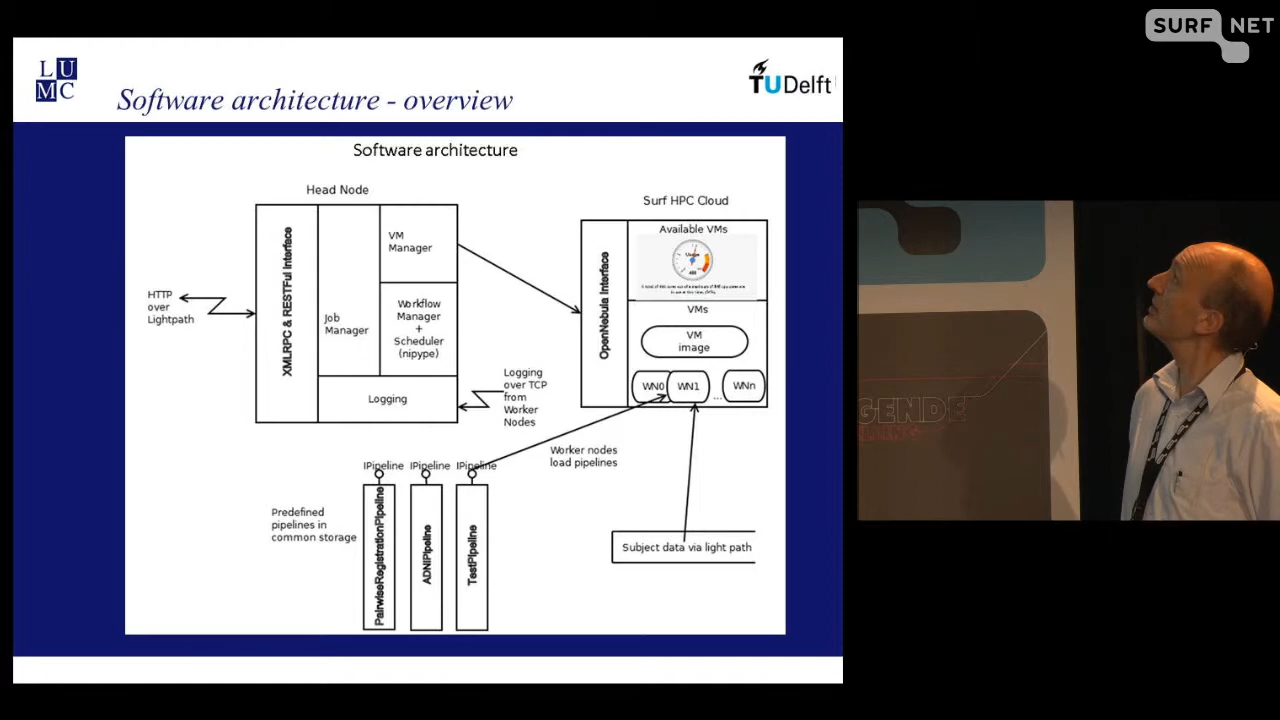 SURF NET
LU
MC
Software architecture - overview
TUDelft
Software architecture
Head Node
Surf HPC Cloud
XMLRPC & RESTFul Interface
VM
Manager
Job
Manager
Workflow
Manager
+
Scheduler
(nipype)
Logging
HTTP
over
Lightpath
OpenNebula Interface
Available VMs
VMs
VM
image
WN0
WN1
...
WNn
Logging
over TCP
from
Worker
Nodes
Worker nodes
load pipelines
IPipeline
IPipeline
IPipeline
Predefined
pipelines in
common storage
PairwiseRegistrationPipeline
ADNIPipeline
TestPipeline
Subject data via light path
GENDE